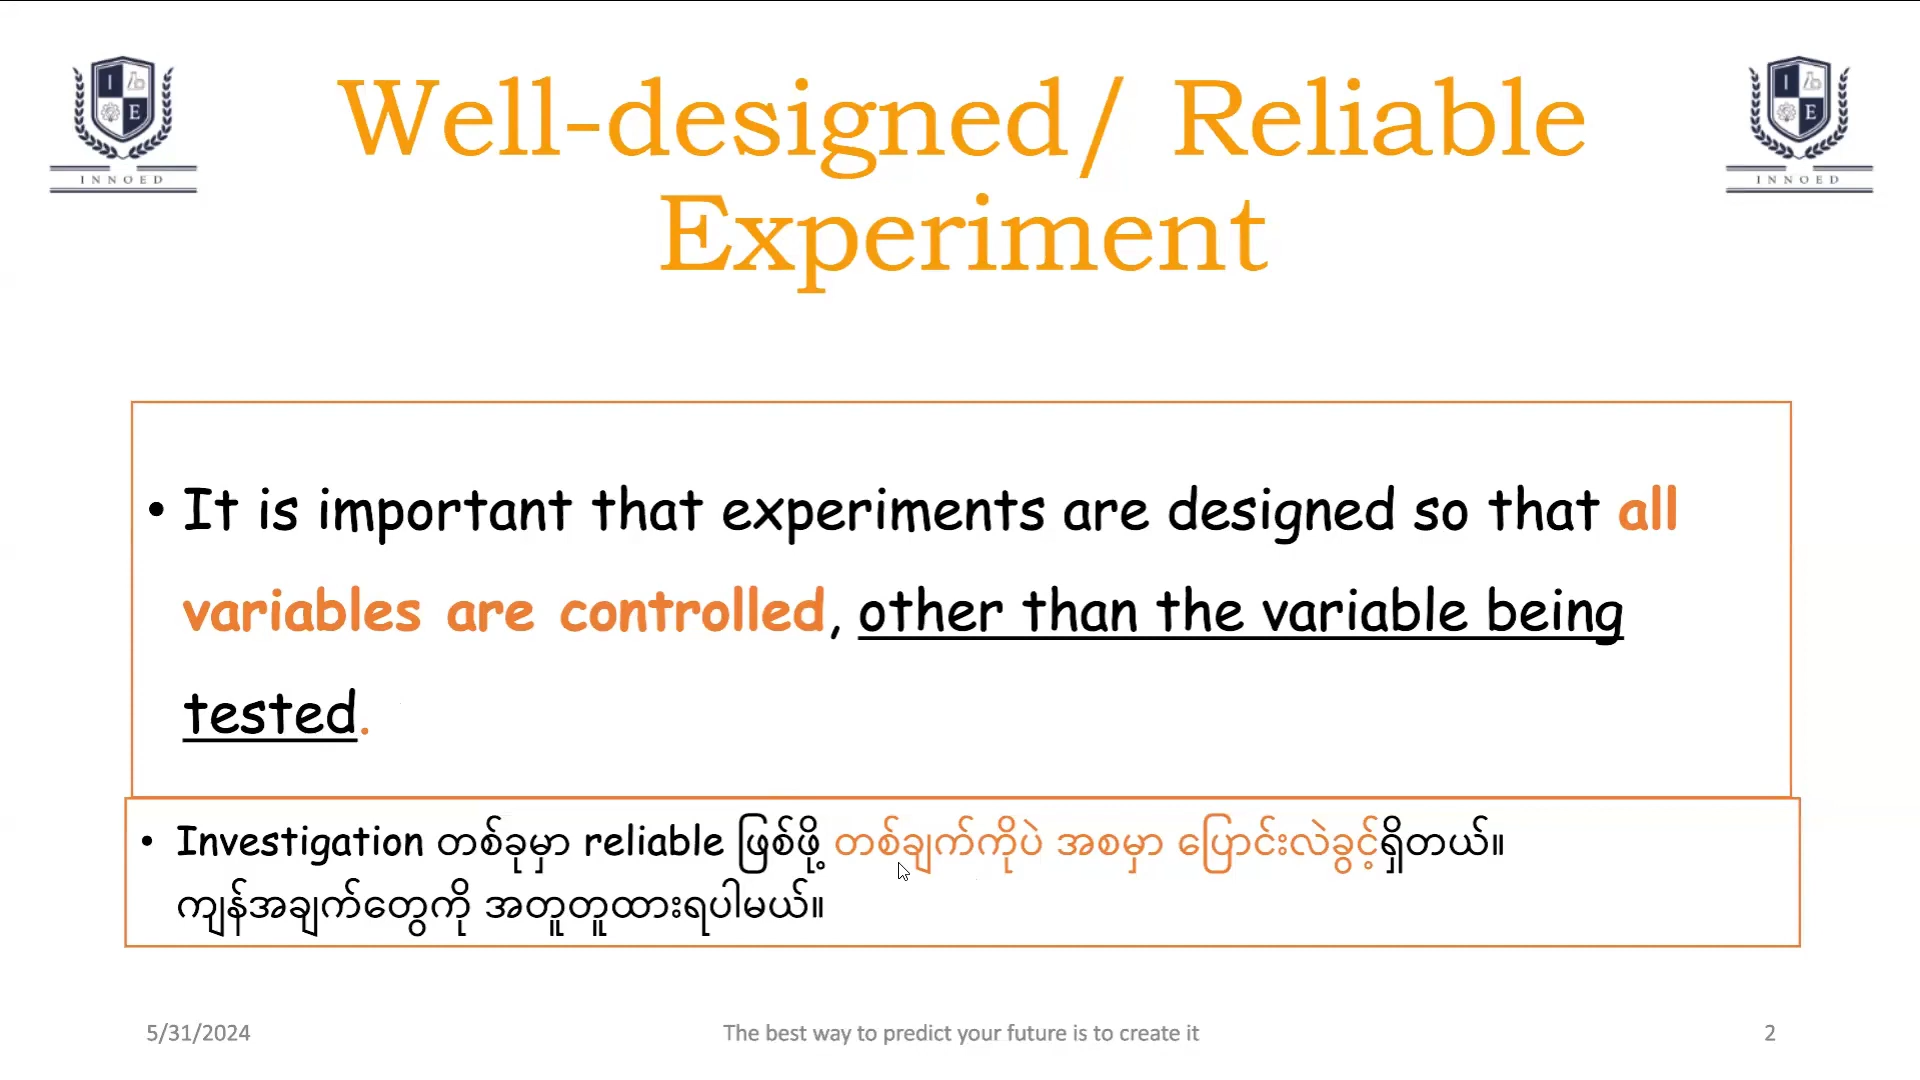 I
E
INNOED
Well-designed/ Reliable
Experiment
I
E
INNOED
• It is important that experiments are designed so that all
variables are controlled, other than the variable being
tested.
• Investigation တစ်ခုမှာ reliable ဖြစ်ဖို့ တစ်ချက်ကိုပဲ အစမှာ ပြောင်းလဲခွင့်ရှိတယ်။
ကျန်အချက်တွေကို အတူတူထားရပါမယ်။
5/31/2024
The best way to predict your future is to create it
2